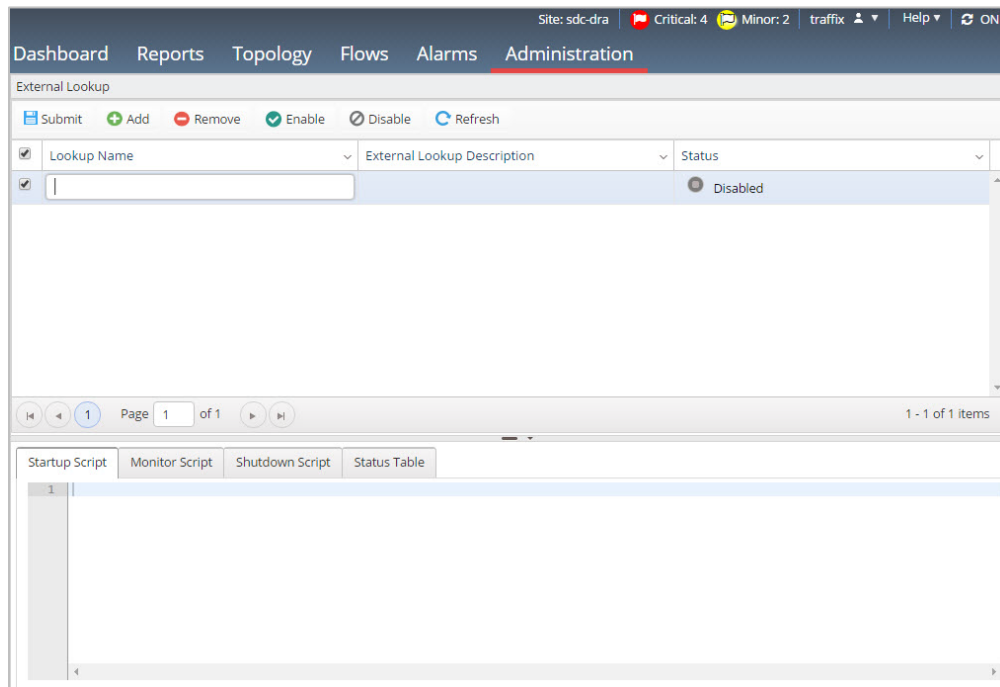 Site: sdc-dra Critical: 4 Minor: 2 traffix Help ON
Dashboard Reports Topology Flows Alarms Administration
External Lookup
Submit Add Remove Enable Disable Refresh
Lookup Name External Lookup Description Status
Disabled
1 Page 1 of 1 1 - 1 of 1 items
Startup Script Monitor Script Shutdown Script Status Table
1